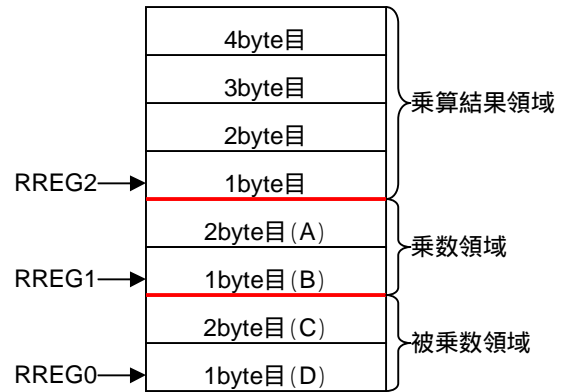 4byte目
3byte目
2byte目
乗算結果領域
RREG2 1byte目
2byte目(A)
乗数領域
RREG1 1byte目(B)
2byte目(C)
被乗数領域
RREG0 1byte目(D)